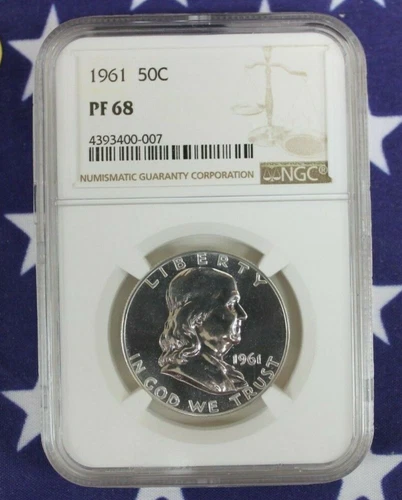 1961 50C
PF 68
4393400-007
NUMISMATIC GUARANTY CORPORATION
NGC®
LIBERTY
1961
IN GOD WE TRUST